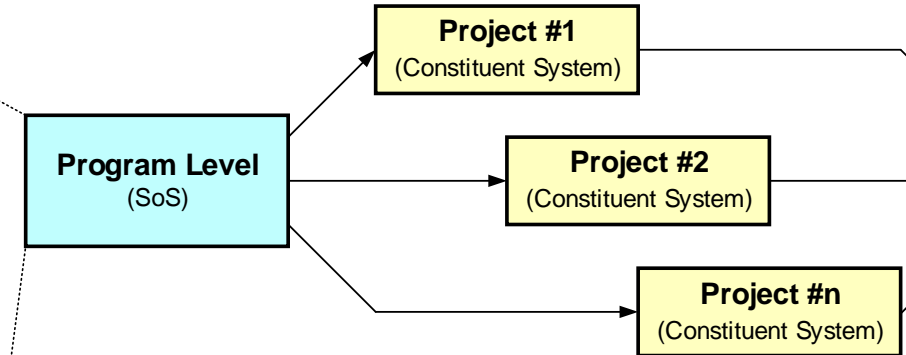 Project #1
(Constituent System)
Program Level
(SoS)
Project #2
(Constituent System)
Project #n
(Constituent System)